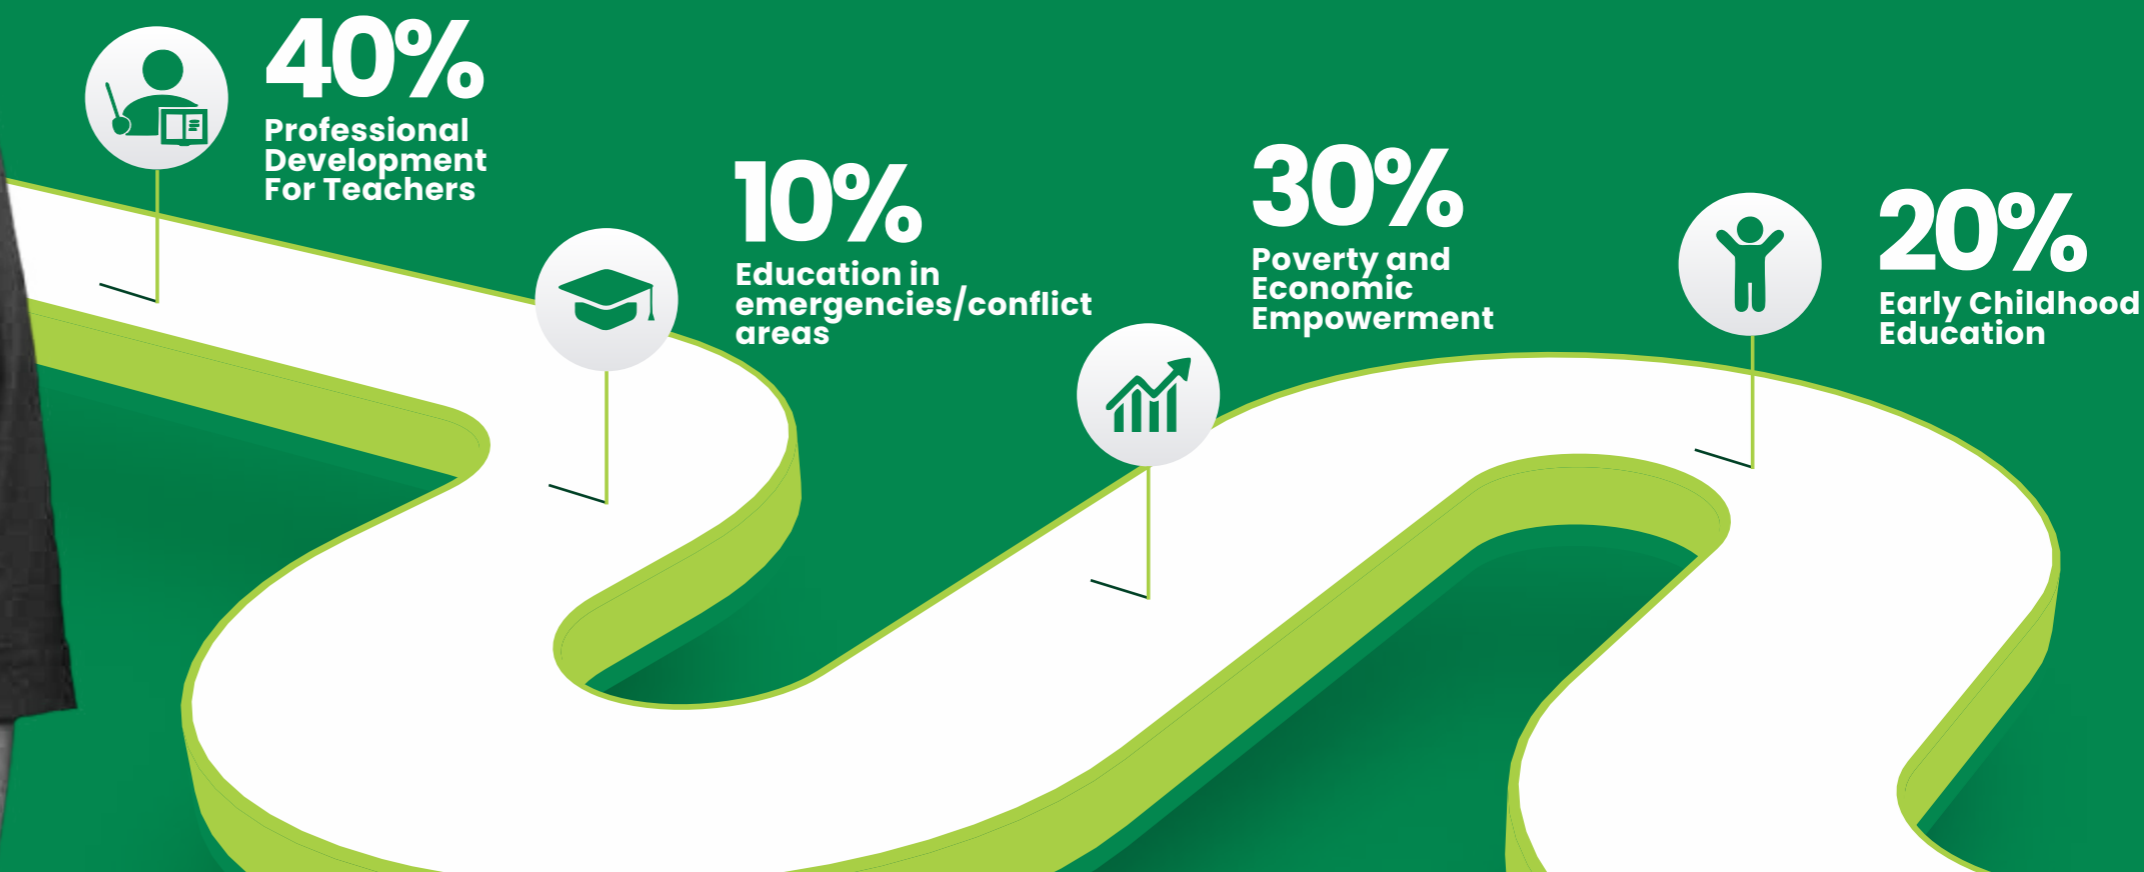 40%
Professional
Development
For Teachers
10%
Education in
emergencies/conflict
areas
30%
Poverty and
Economic
Empowerment
20%
Early Childhood
Education